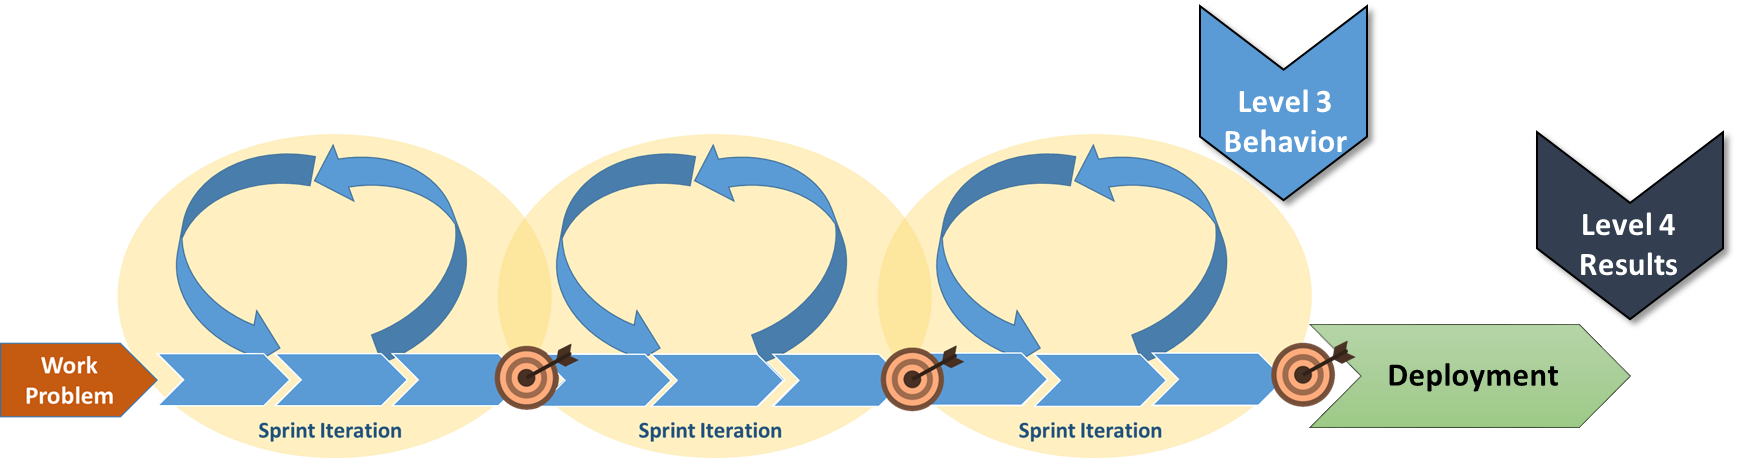 Level 3
Behavior
Level 4
Results
Work
Problem
Deployment
Sprint Iteration
Sprint Iteration
Sprint Iteration